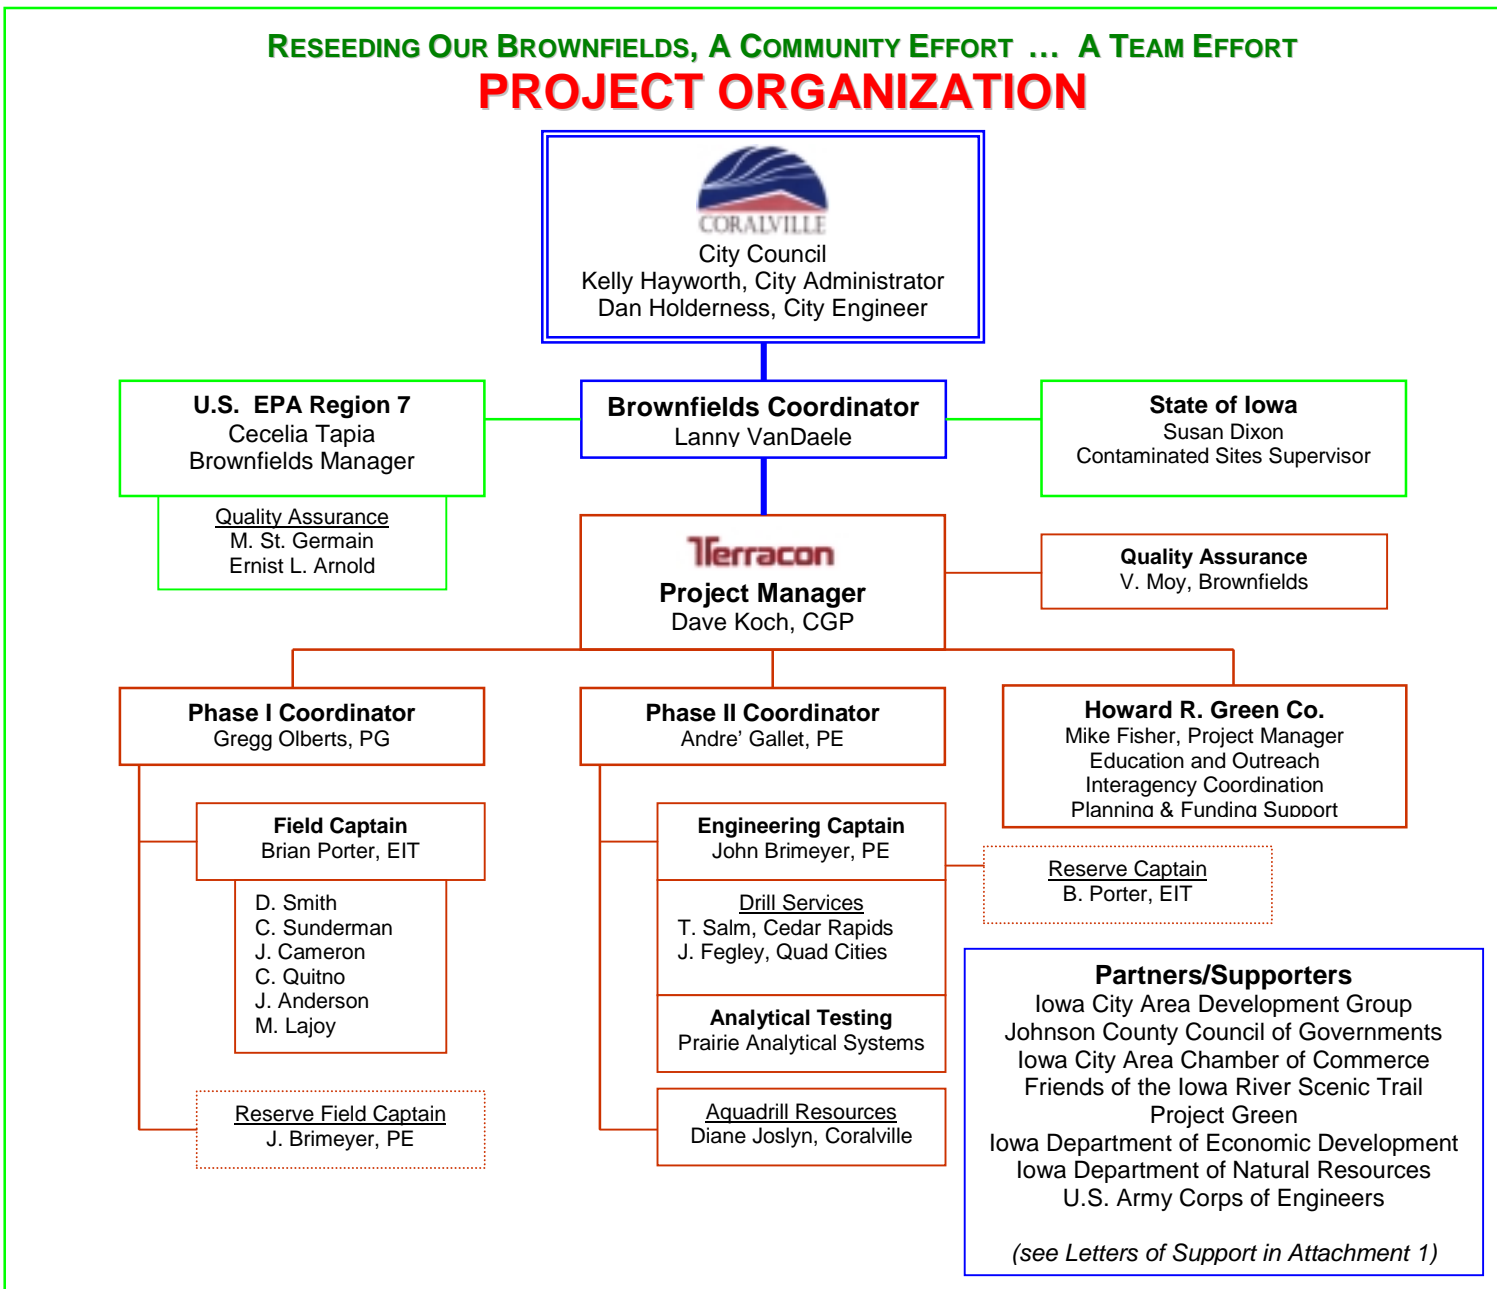 RESEEDING OUR BROWNFIELDS, A COMMUNITY EFFORT … A TEAM EFFORT
PROJECT ORGANIZATION
CORALVILLE
City Council
Kelly Hayworth, City Administrator
Dan Holderness, City Engineer
U.S. EPA Region 7
Cecelia Tapia
Brownfields Manager
Quality Assurance
M. St. Germain
Ernist L. Arnold
Brownfields Coordinator
Lanny VanDaele
State of Iowa
Susan Dixon
Contaminated Sites Supervisor
Terracon
Project Manager
Dave Koch, CGP
Quality Assurance
V. Moy, Brownfields
Phase I Coordinator
Gregg Olberts, PG
Phase II Coordinator
Andre’ Gallet, PE
Howard R. Green Co.
Mike Fisher, Project Manager
Education and Outreach
Interagency Coordination
Planning & Funding Support
Field Captain
Brian Porter, EIT
D. Smith
C. Sunderman
J. Cameron
C. Quitno
J. Anderson
M. Lajoy
Reserve Field Captain
J. Brimeyer, PE
Engineering Captain
John Brimeyer, PE
Drill Services
T. Salm, Cedar Rapids
J. Fegley, Quad Cities
Analytical Testing
Prairie Analytical Systems
Aquadrill Resources
Diane Joslyn, Coralville
Reserve Captain
B. Porter, EIT
Partners/Supporters
Iowa City Area Development Group
Johnson County Council of Governments
Iowa City Area Chamber of Commerce
Friends of the Iowa River Scenic Trail
Project Green
Iowa Department of Economic Development
Iowa Department of Natural Resources
U.S. Army Corps of Engineers
(see Letters of Support in Attachment 1)